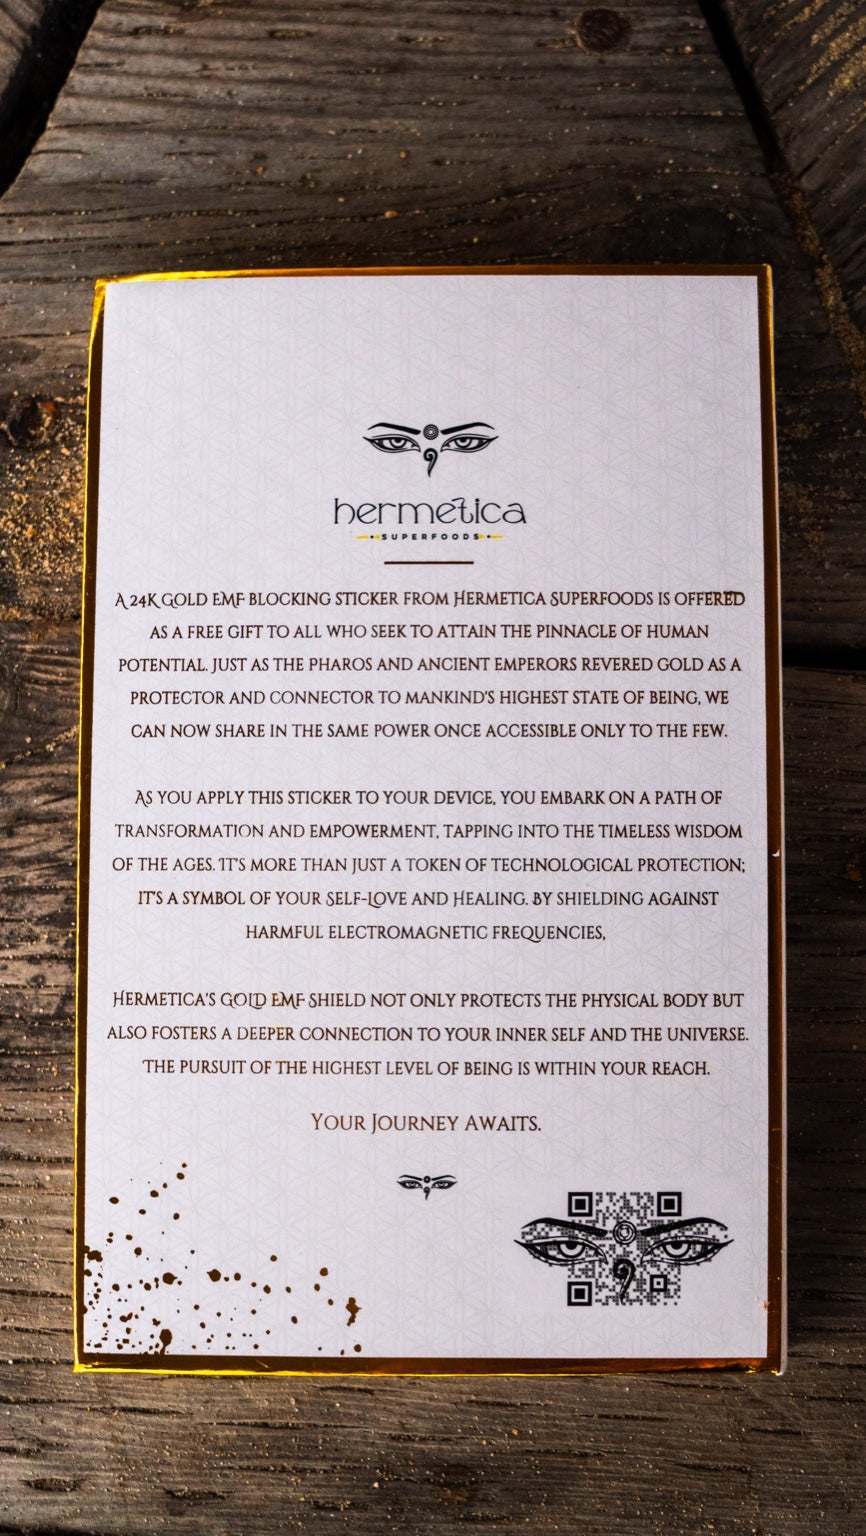 hermetica
SUPERFOODS
A 24K GOLD EMF BLOCKING STICKER FROM HERMETICA SUPERFOODS IS OFFERED
AS A FREE GIFT TO ALL WHO SEEK TO ATTAIN THE PINNACLE OF HUMAN
POTENTIAL. JUST AS THE PHAROS AND ANCIENT EMPERORS REVERED GOLD AS A
PROTECTOR AND CONNECTOR TO MANKIND'S HIGHEST STATE OF BEING, WE
CAN NOW SHARE IN THE SAME POWER ONCE ACCESSIBLE ONLY TO THE FEW.
AS YOU APPLY THIS STICKER TO YOUR DEVICE, YOU EMBARK ON A PATH OF
TRANSFORMATION AND EMPOWERMENT, TAPPING INTO THE TIMELESS WISDOM
OF THE AGES. IT'S MORE THAN JUST A TOKEN OF TECHNOLOGICAL PROTECTION;
IT'S A SYMBOL OF YOUR SELF-LOVE AND HEALING. BY SHIELDING AGAINST
HARMFUL ELECTROMAGNETIC FREQUENCIES,
HERMETICA'S GOLD EMF SHIELD NOT ONLY PROTECTS THE PHYSICAL BODY BUT
ALSO FOSTERS A DEEPER CONNECTION TO YOUR INNER SELF AND THE UNIVERSE.
THE PURSUIT OF THE HIGHEST LEVEL OF BEING IS WITHIN YOUR REACH.
YOUR JOURNEY AWAITS.